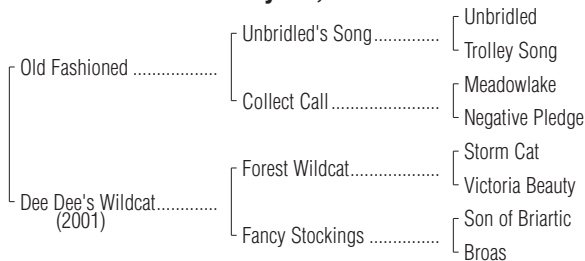 Unbridled
Unbridled's Song..............
Trolley Song
Old Fashioned ..................
Meadowlake
Collect Call.......................
Negative Pledge
Storm Cat
Forest Wildcat...................
Victoria Beauty
Dee Dee's Wildcat.............
(2001)
Son of Briartic
Fancy Stockings ...............
Broas